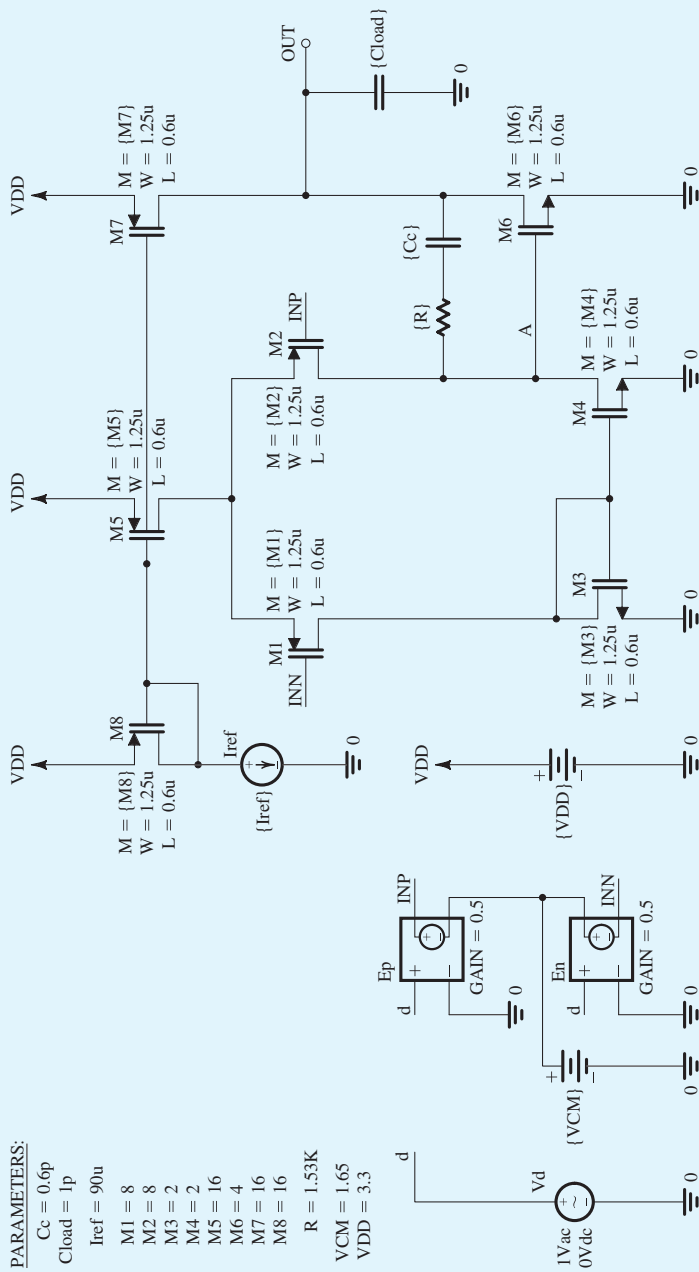 PARAMETERS:
Cc = 0.6p
Cload = 1p
Iref = 90u
M1 = 8
M2 = 8
M3 = 2
M4 = 2
M5 = 16
M6 = 4
M7 = 16
M8 = 16
R = 1.53K
VCM = 1.65
VDD = 3.3
VDD
M8
M = {M8}
W = 1.25u
L = 0.6u
Iref
{Iref}
+
-
0
VDD
M5
M = {M5}
W = 1.25u
L = 0.6u
VDD
M7
M = {M7}
W = 1.25u
L = 0.6u
OUT
{Cload}
0
INN
M1
M = {M1}
W = 1.25u
L = 0.6u
M2
INP
M = {M2}
W = 1.25u
L = 0.6u
{R}
{Cc}
A
M6
M = {M6}
W = 1.25u
L = 0.6u
0
M3
M = {M3}
W = 1.25u
L = 0.6u
0
M4
M = {M4}
W = 1.25u
L = 0.6u
0
d
Vd
1Vac
0Vdc
~
+
-
0
{VCM}
+
-
0
d
Ep
+
-
+
-
INP
GAIN = 0.5
0
d
En
+
-
+
-
INN
GAIN = 0.5
0
VDD
{VDD}
+
-
0